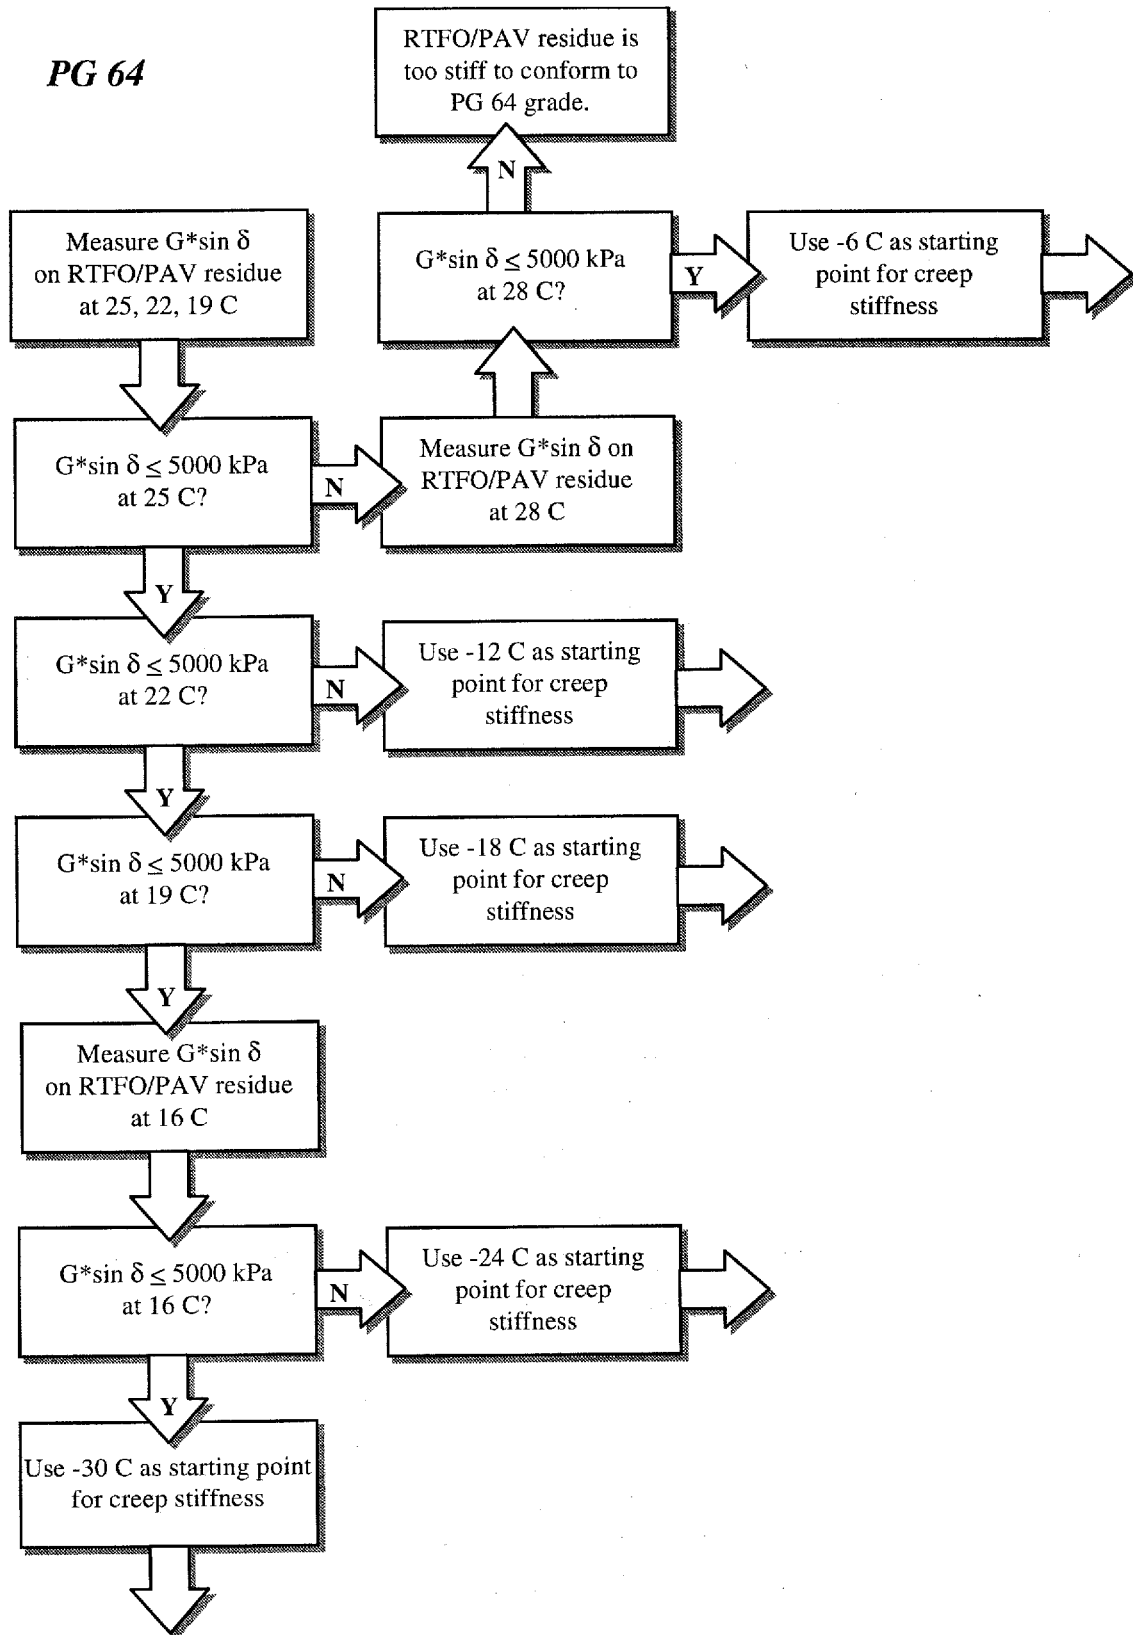 PG 64
RTFO/PAV residue is
too stiff to conform to
PG 64 grade.
N
Measure G*sin δ
on RTFO/PAV residue
at 25, 22, 19 C
G*sin δ ≤ 5000 kPa
at 28 C?
Y
Use -6 C as starting
point for creep
stiffness
G*sin δ ≤ 5000 kPa
at 25 C?
N
Measure G*sin δ on
RTFO/PAV residue
at 28 C
Y
G*sin δ ≤ 5000 kPa
at 22 C?
N
Use -12 C as starting
point for creep
stiffness
Y
G*sin δ ≤ 5000 kPa
at 19 C?
N
Use -18 C as starting
point for creep
stiffness
Y
Measure G*sin δ
on RTFO/PAV residue
at 16 C
G*sin δ ≤ 5000 kPa
at 16 C?
N
Use -24 C as starting
point for creep
stiffness
Y
Use -30 C as starting point
for creep stiffness